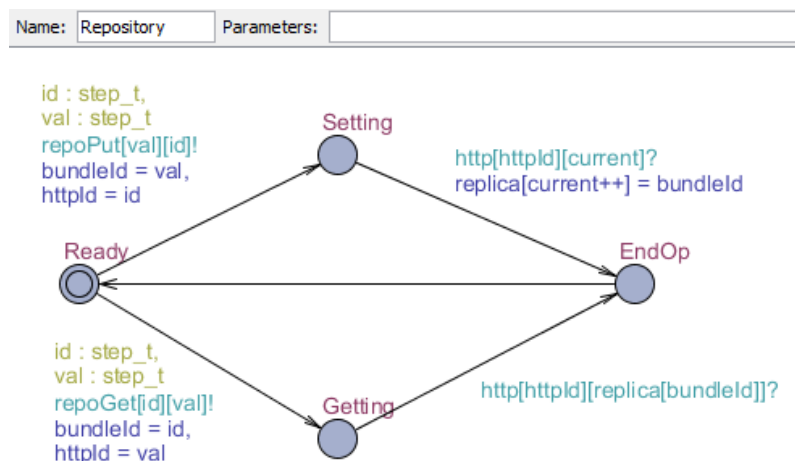 Name: Repository Parameters:
id : step_t,
val : step_t
repoPut[val][id]!
bundleId = val,
httpId = id
Setting
http[httpId][current]?
replica[current++] = bundleId
Ready
EndOp
id : step_t,
val : step_t
repoGet[id][val]!
bundleId = id,
httpId = val
Getting
http[httpId][replica[bundleId]]?